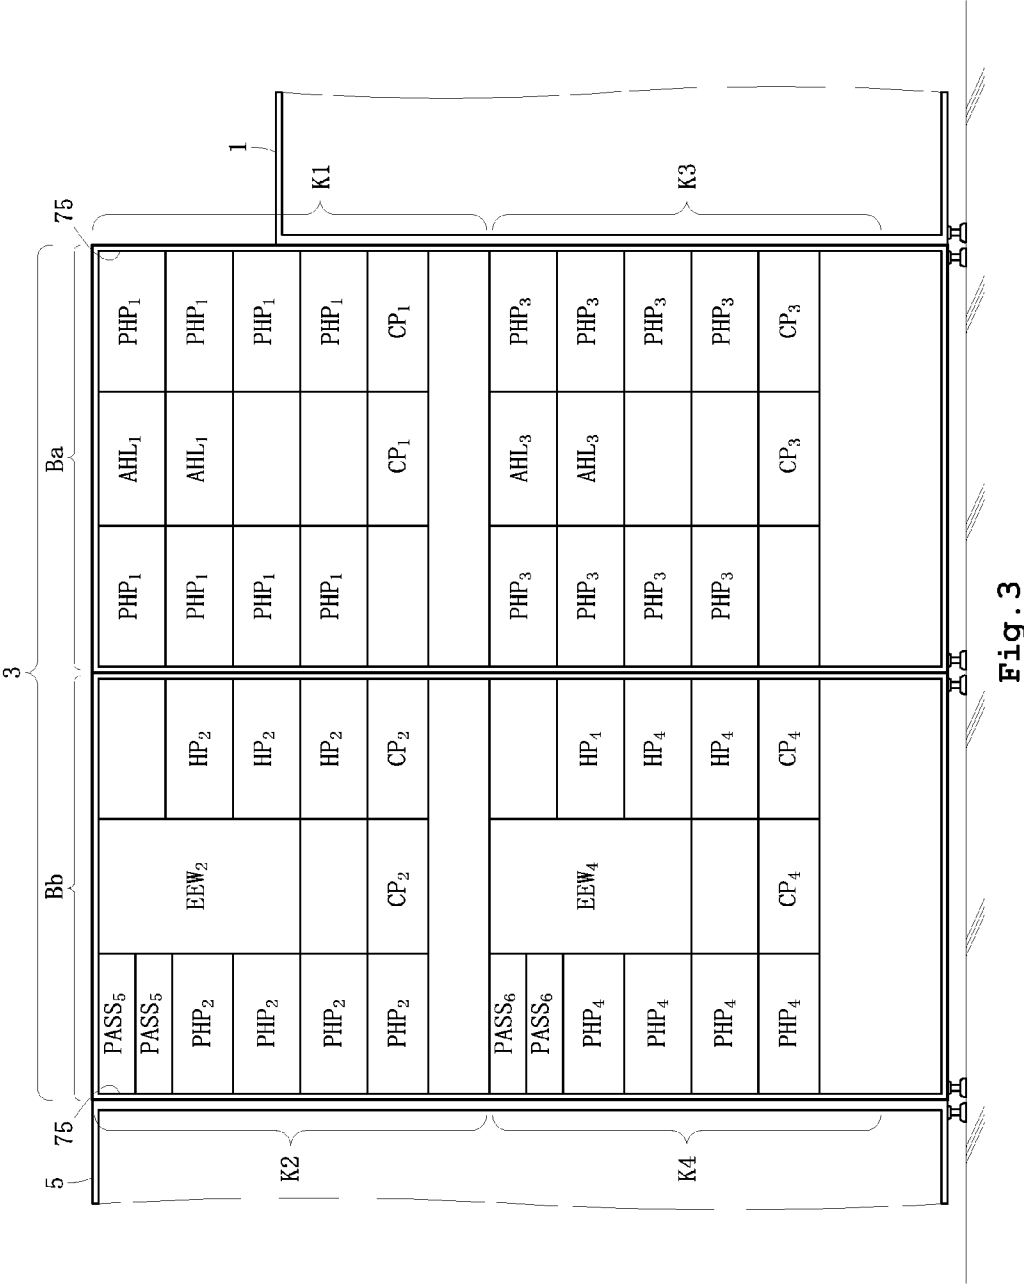 3
Bb Ba
5 75 75
PASS₅ PHP₁ AHL₁ PHP₁
PASS₅
PHP₂ EEW₂ HP₂ PHP₁ AHL₁ PHP₁
1
PHP₂ HP₂ PHP₁ PHP₁
K2 K1
PHP₂ HP₂ PHP₁ PHP₁
PHP₂ CP₂ CP₂ CP₁ CP₁
PASS₆ PHP₃ AHL₃ PHP₃
PASS₆
PHP₄ EEW₄ HP₄ PHP₃ AHL₃ PHP₃
PHP₄ HP₄ PHP₃ PHP₃
K4 K3
PHP₄ HP₄ PHP₃ PHP₃
PHP₄ CP₄ CP₄ CP₃ CP₃
Fig.3